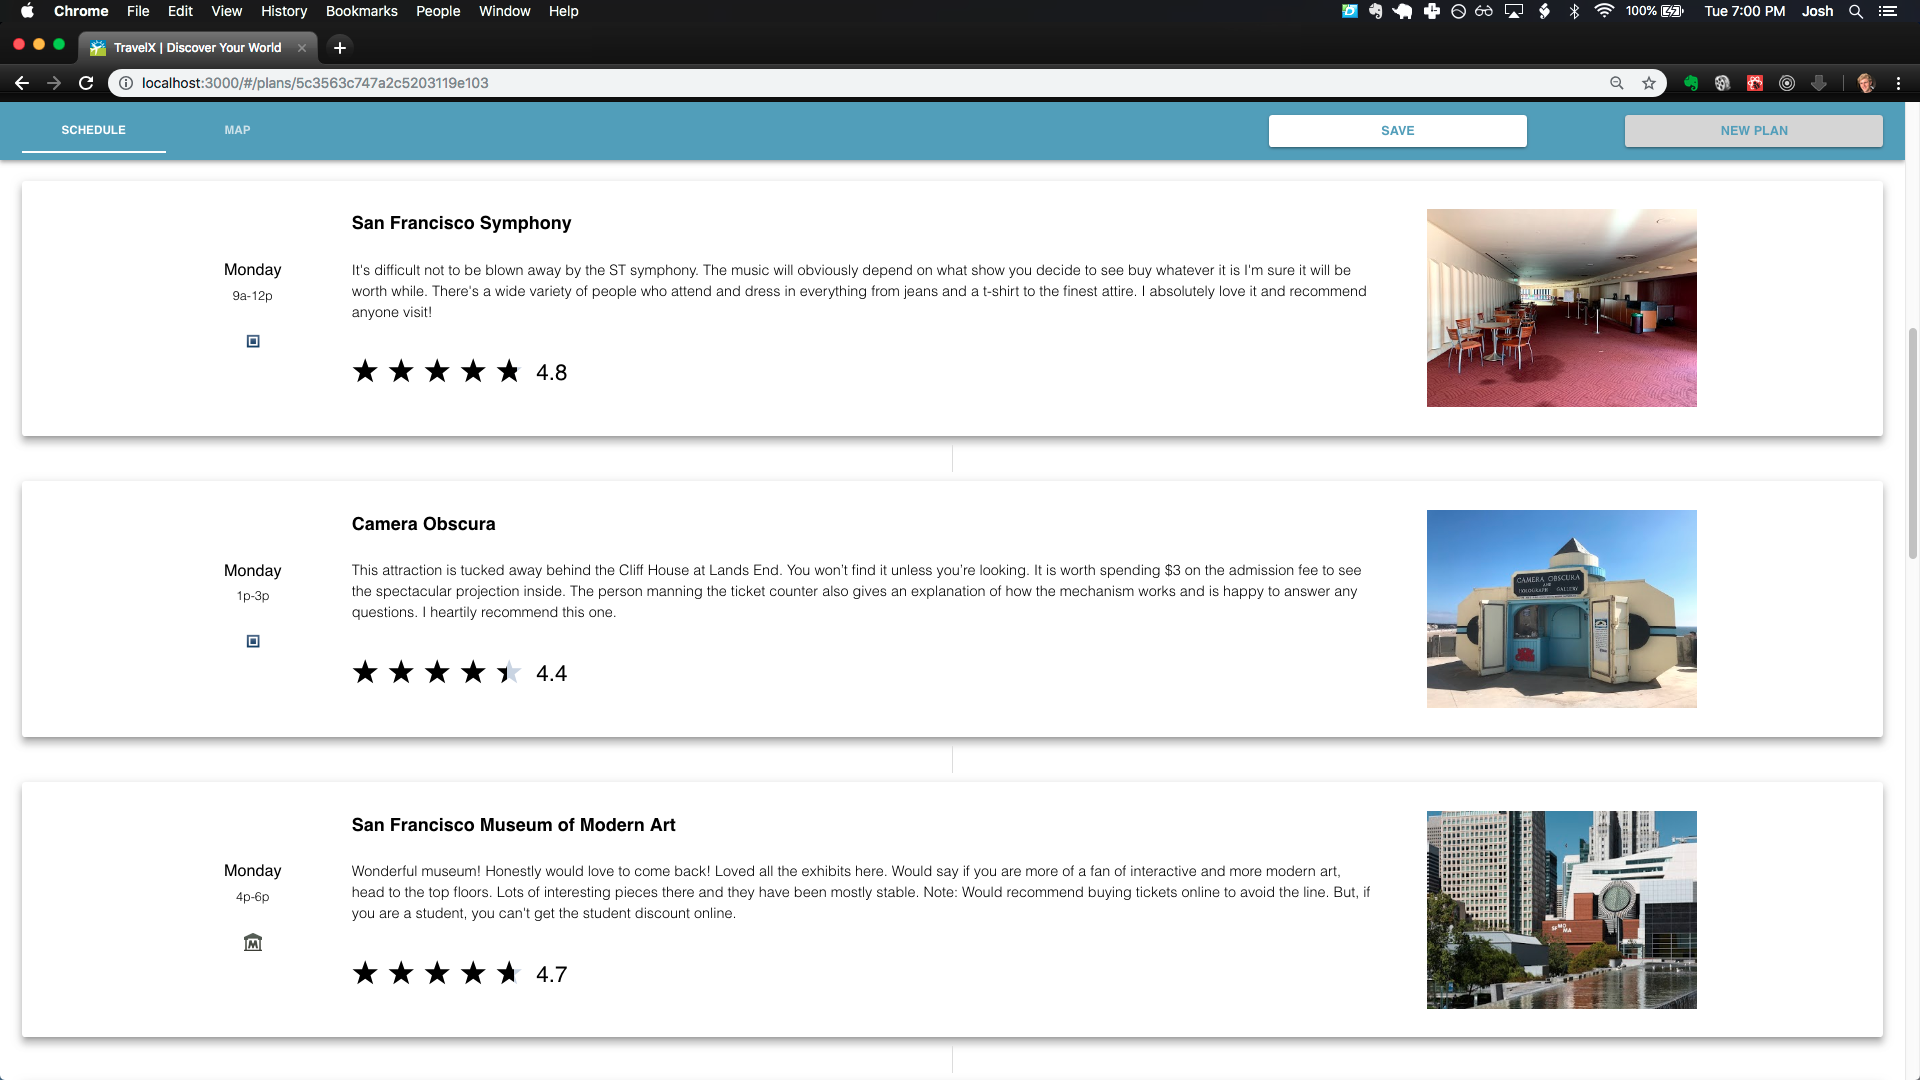 Chrome File Edit View History Bookmarks People Window Help 100% Tue 7:00 PM Josh
TravelX | Discover Your World
localhost:3000/#/plans/5c3563c747a2c5203119e103
SCHEDULE MAP SAVE NEW PLAN
San Francisco Symphony
Monday
9a-12p
It's difficult not to be blown away by the ST symphony. The music will obviously depend on what show you decide to see buy whatever it is I'm sure it will be
worth while. There's a wide variety of people who attend and dress in everything from jeans and a t-shirt to the finest attire. I absolutely love it and recommend
anyone visit!
4.8
Camera Obscura
Monday
1p-3p
This attraction is tucked away behind the Cliff House at Lands End. You won't find it unless you're looking. It is worth spending $3 on the admission fee to see
the spectacular projection inside. The person manning the ticket counter also gives an explanation of how the mechanism works and is happy to answer any
questions. I heartily recommend this one.
4.4
CAMERA OBSCURA
AND
HOLOGRAPH GALLERY
San Francisco Museum of Modern Art
Monday
4p-6p
M
Wonderful museum! Honestly would love to come back! Loved all the exhibits here. Would say if you are more of a fan of interactive and more modern art,
head to the top floors. Lots of interesting pieces there and they have been mostly stable. Note: Would recommend buying tickets online to avoid the line. But, if
you are a student, you can't get the student discount online.
4.7
SFMOMA